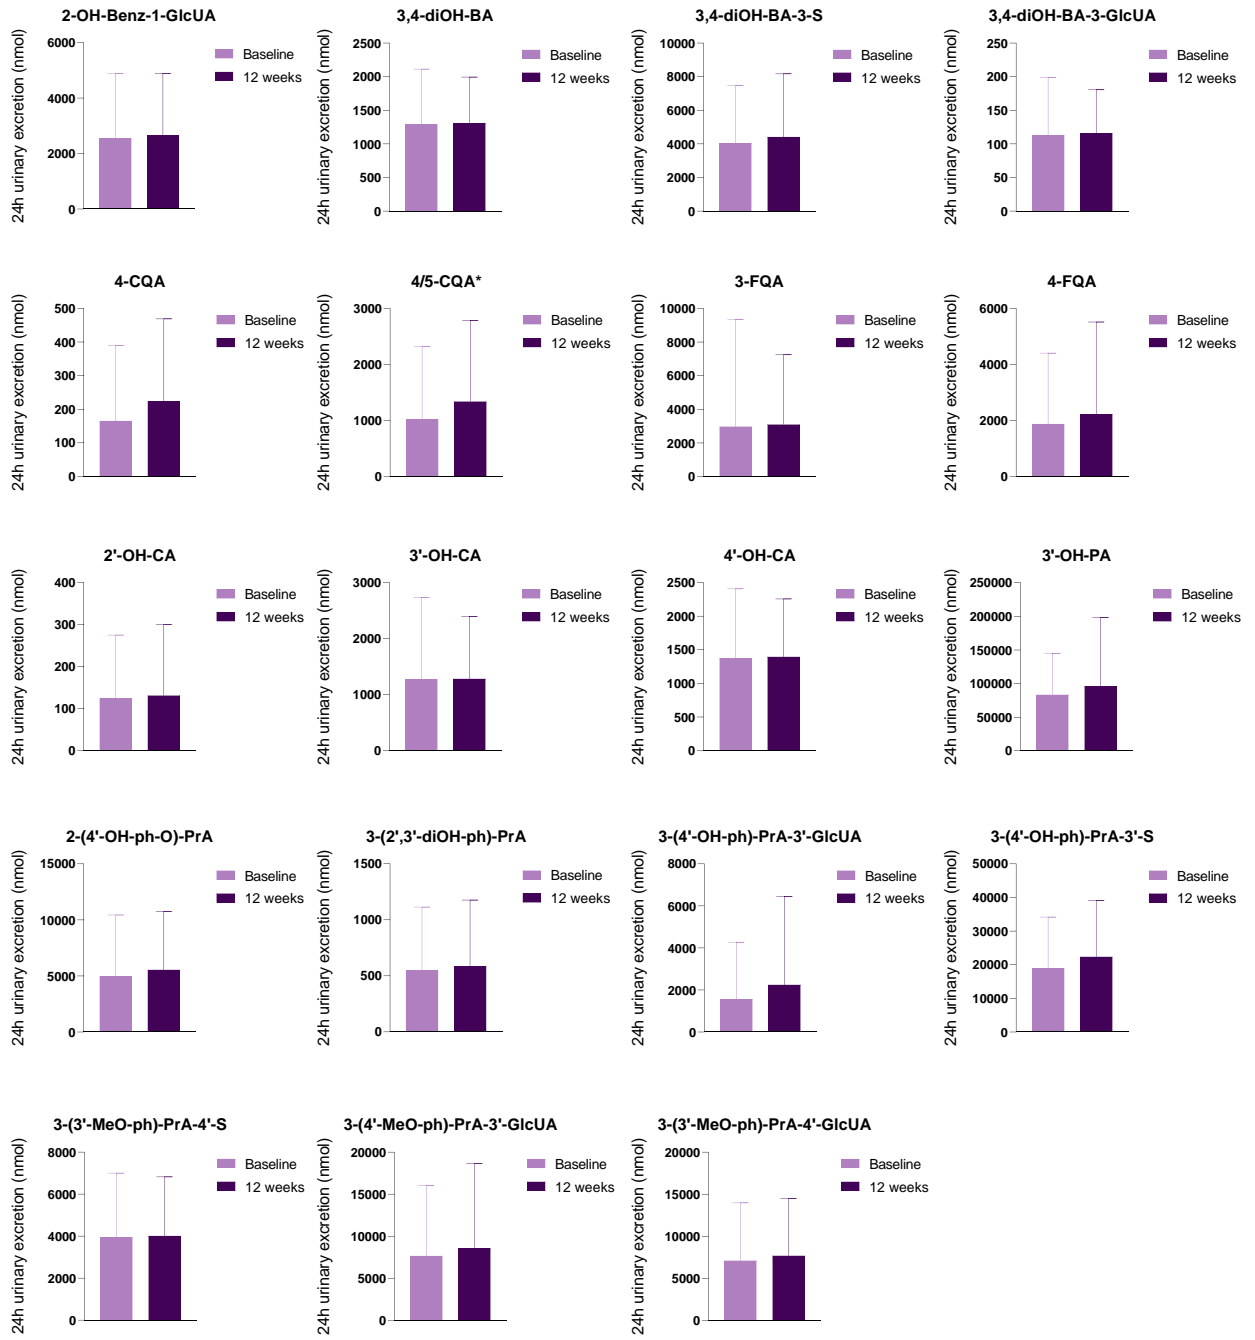 2-OH-Benz-1-GlcUA
24h urinary excretion (nmol)
6000
4000
2000
0
Baseline
12 weeks
3,4-diOH-BA
24h urinary excretion (nmol)
2500
2000
1500
1000
500
0
Baseline
12 weeks
3,4-diOH-BA-3-S
24h urinary excretion (nmol)
10000
8000
6000
4000
2000
0
Baseline
12 weeks
3,4-diOH-BA-3-GlcUA
24h urinary excretion (nmol)
250
200
150
100
50
0
Baseline
12 weeks
4-CQA
24h urinary excretion (nmol)
500
400
300
200
100
0
Baseline
12 weeks
4/5-CQA*
24h urinary excretion (nmol)
3000
2000
1000
0
Baseline
12 weeks
3-FQA
24h urinary excretion (nmol)
10000
8000
6000
4000
2000
0
Baseline
12 weeks
4-FQA
24h urinary excretion (nmol)
6000
4000
2000
0
Baseline
12 weeks
2'-OH-CA
24h urinary excretion (nmol)
400
300
200
100
0
Baseline
12 weeks
3'-OH-CA
24h urinary excretion (nmol)
3000
2000
1000
0
Baseline
12 weeks
4'-OH-CA
24h urinary excretion (nmol)
2500
2000
1500
1000
500
0
Baseline
12 weeks
3'-OH-PA
24h urinary excretion (nmol)
250000
200000
150000
100000
50000
0
Baseline
12 weeks
2-(4'-OH-ph-O)-PrA
24h urinary excretion (nmol)
15000
10000
5000
0
Baseline
12 weeks
3-(2',3'-diOH-ph)-PrA
24h urinary excretion (nmol)
1500
1000
500
0
Baseline
12 weeks
3-(4'-OH-ph)-PrA-3'-GlcUA
24h urinary excretion (nmol)
8000
6000
4000
2000
0
Baseline
12 weeks
3-(4'-OH-ph)-PrA-3'-S
24h urinary excretion (nmol)
50000
40000
30000
20000
10000
0
Baseline
12 weeks
3-(3'-MeO-ph)-PrA-4'-S
24h urinary excretion (nmol)
8000
6000
4000
2000
0
Baseline
12 weeks
3-(4'-MeO-ph)-PrA-3'-GlcUA
24h urinary excretion (nmol)
20000
15000
10000
5000
0
Baseline
12 weeks
3-(3'-MeO-ph)-PrA-4'-GlcUA
24h urinary excretion (nmol)
20000
15000
10000
5000
0
Baseline
12 weeks